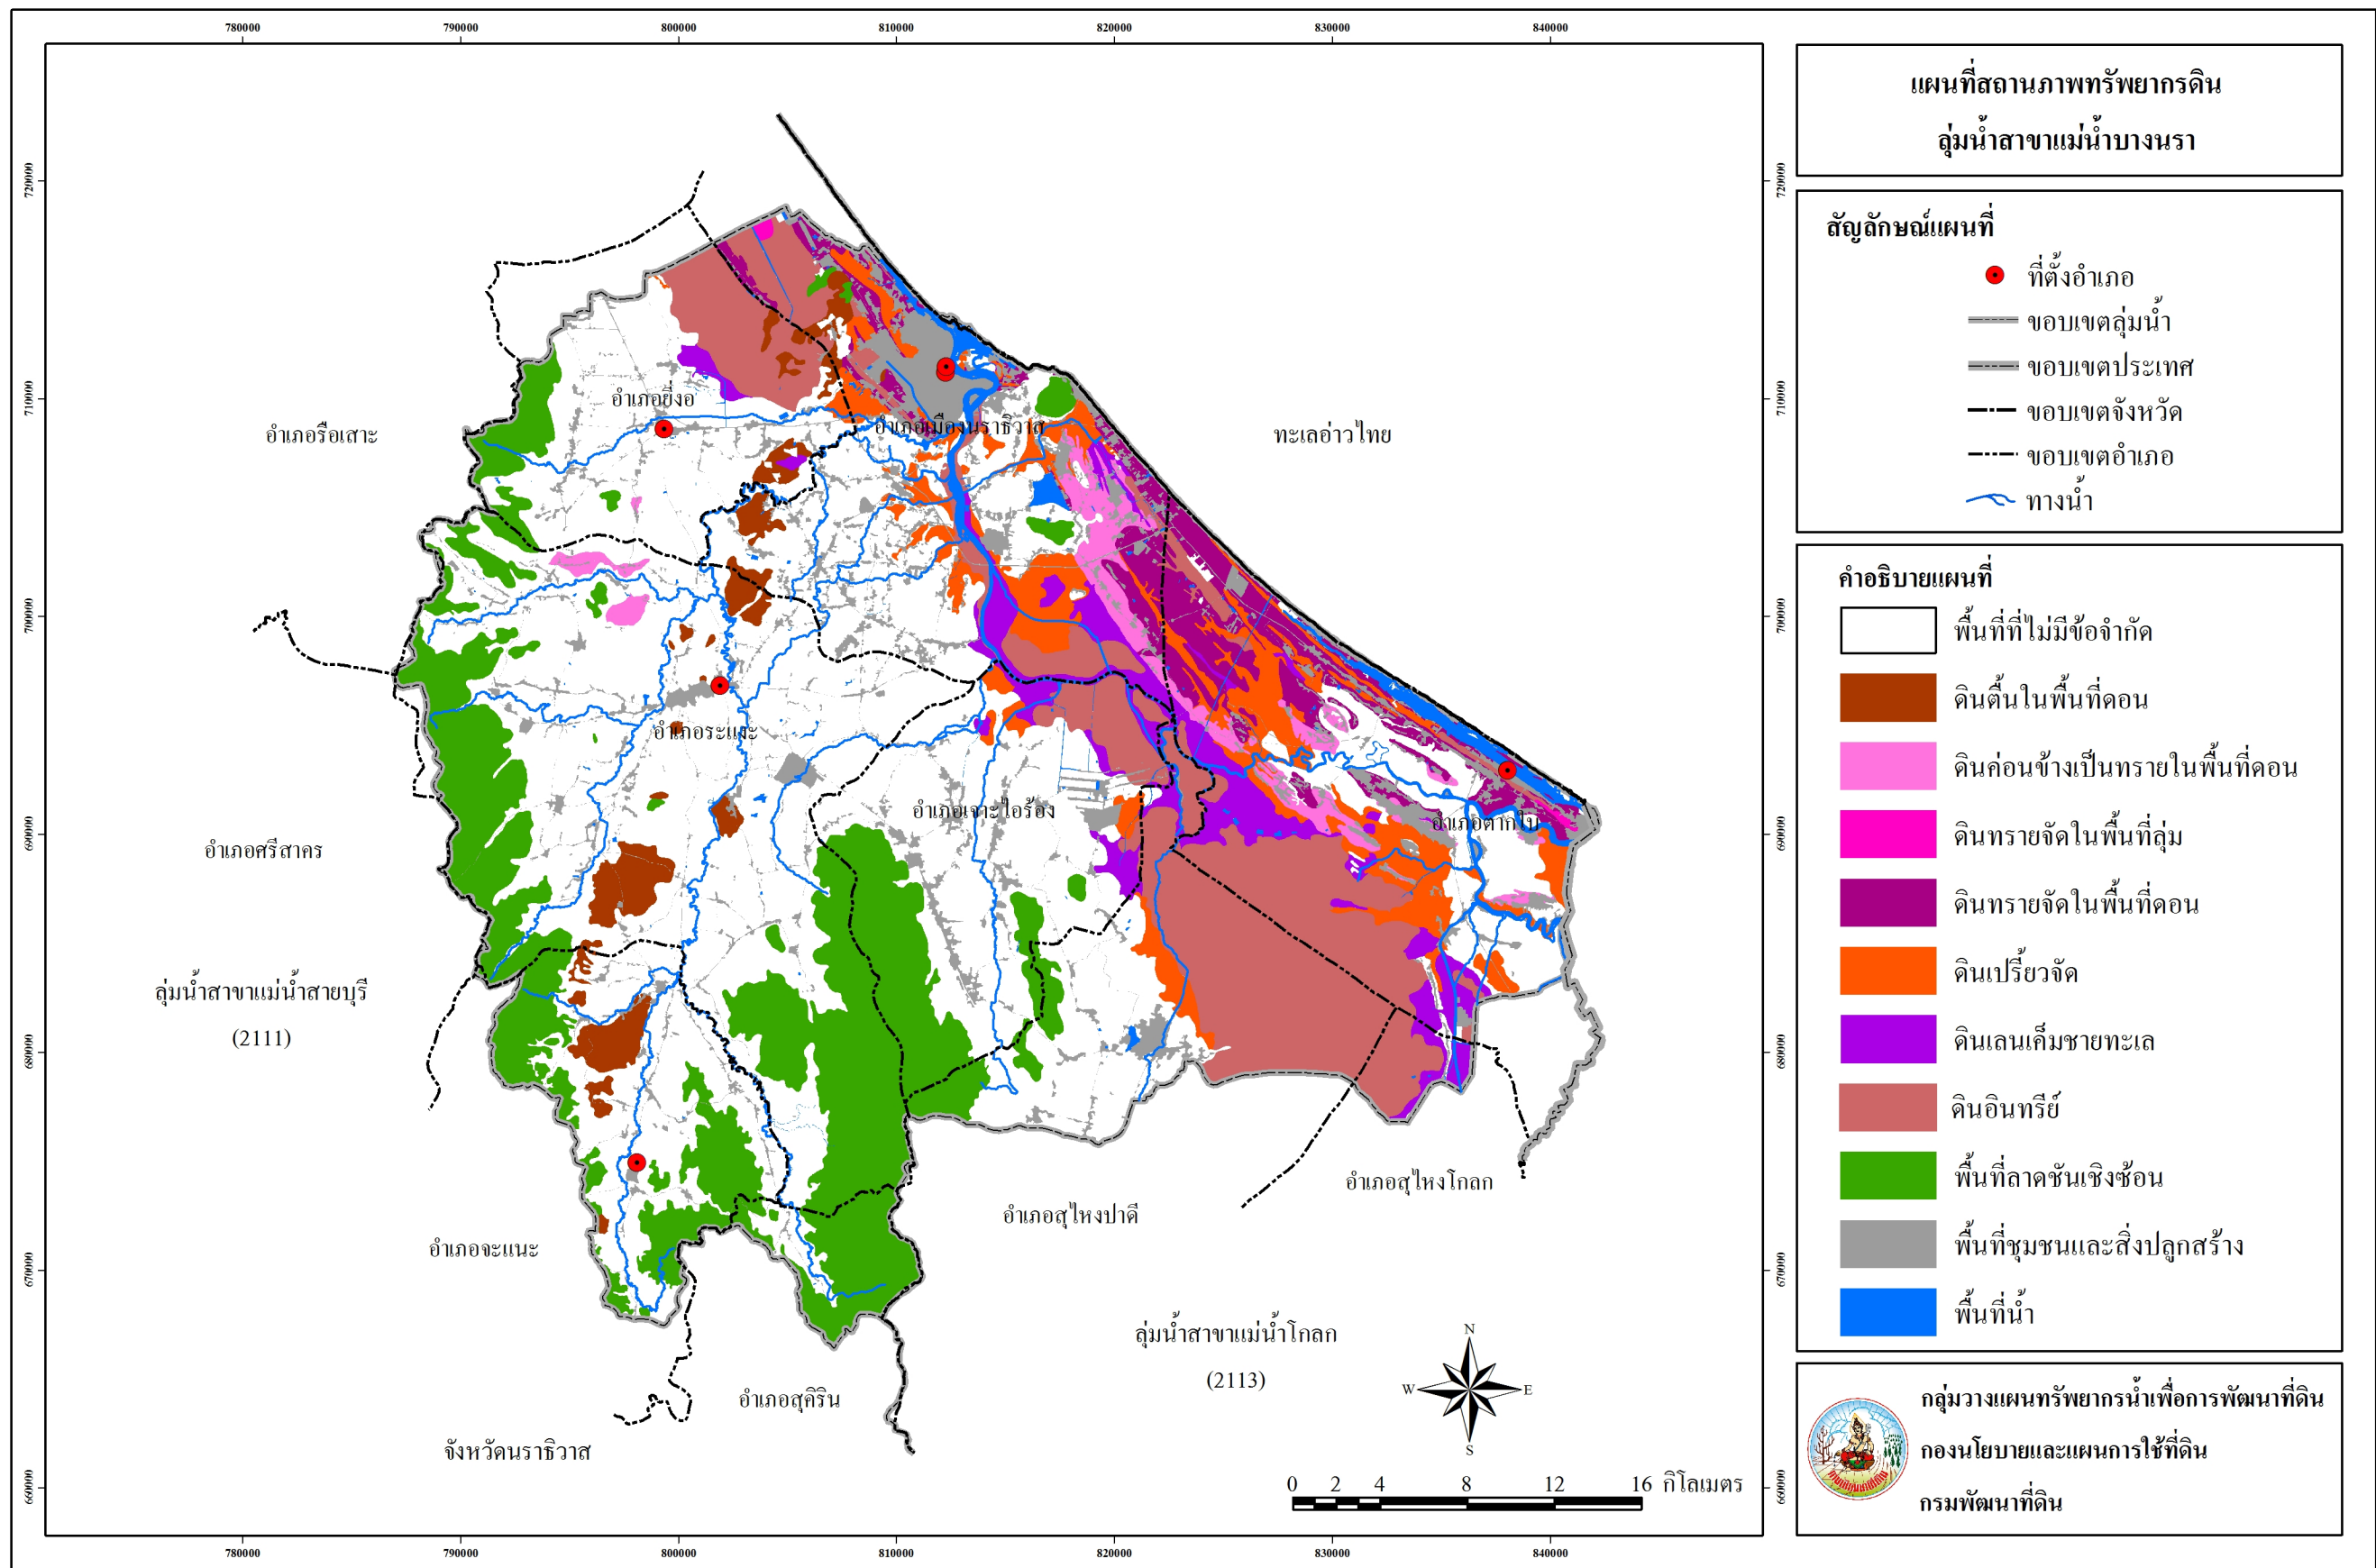 780000 790000 800000 810000 820000 830000 840000
720000
710000
700000
690000
680000
670000
660000
720000
710000
700000
690000
680000
670000
660000
อำเภอยี่งอ
อำเภอรือเสาะ
อำเภอเมืองนราธิวาส
ทะเลอ่าวไทย
อำเภอระแงะ
อำเภอเจาะไอร้อง
อำเภอตากใบ
อำเภอศรีสาคร
ลุ่มน้ำสาขาแม่น้ำสายบุรี
(2111)
อำเภอสุไหงโกลก
อำเภอสุไหงปาดี
อำเภอจะแนะ
ลุ่มน้ำสาขาแม่น้ำโกลก
(2113)
อำเภอสุคิริน
จังหวัดนราธิวาส
N
W E
S
0 2 4 8 12 16 กิโลเมตร
780000 790000 800000 810000 820000 830000 840000
แผนที่สถานภาพทรัพยากรดิน
ลุ่มน้ำสาขาแม่น้ำบางนรา
สัญลักษณ์แผนที่
ที่ตั้งอำเภอ
ขอบเขตลุ่มน้ำ
ขอบเขตประเทศ
ขอบเขตจังหวัด
ขอบเขตอำเภอ
ทางน้ำ
คำอธิบายแผนที่
พื้นที่ที่ไม่มีข้อจำกัด
ดินตื้นในพื้นที่ดอน
ดินค่อนข้างเป็นทรายในพื้นที่ดอน
ดินทรายจัดในพื้นที่ลุ่ม
ดินทรายจัดในพื้นที่ดอน
ดินเปรี้ยวจัด
ดินเลนเค็มชายทะเล
ดินอินทรีย์
พื้นที่ลาดชันเชิงซ้อน
พื้นที่ชุมชนและสิ่งปลูกสร้าง
พื้นที่น้ำ
กลุ่มวางแผนทรัพยากรน้ำเพื่อการพัฒนาที่ดิน
กองนโยบายและแผนการใช้ที่ดิน
กรมพัฒนาที่ดิน